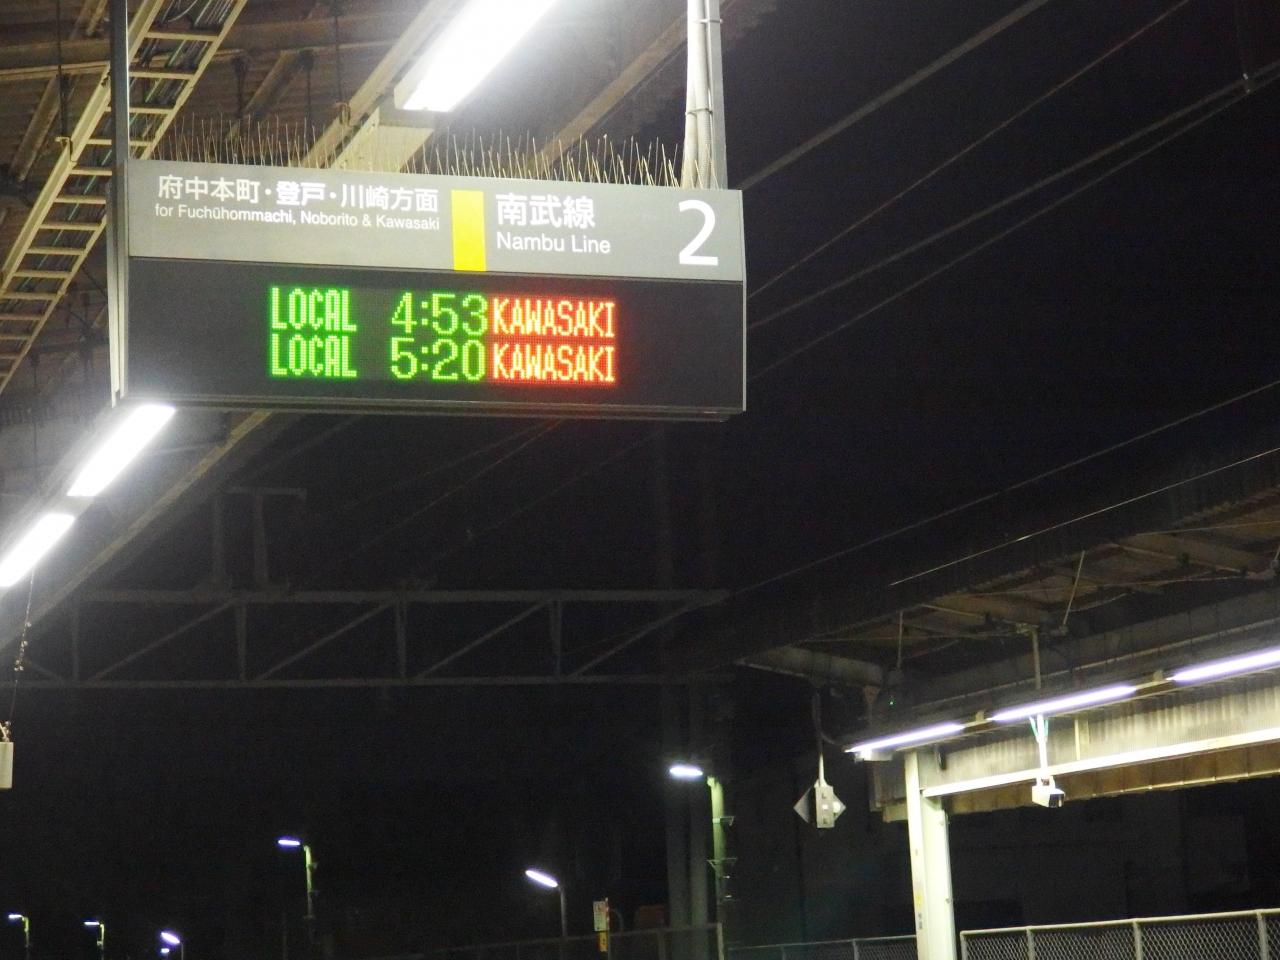 府中本町・登戸・川崎方面
for Fuchūhommachi, Noborito & Kawasaki
南武線
Nambu Line
2
LOCAL 4:53 KAWASAKI
LOCAL 5:20 KAWASAKI